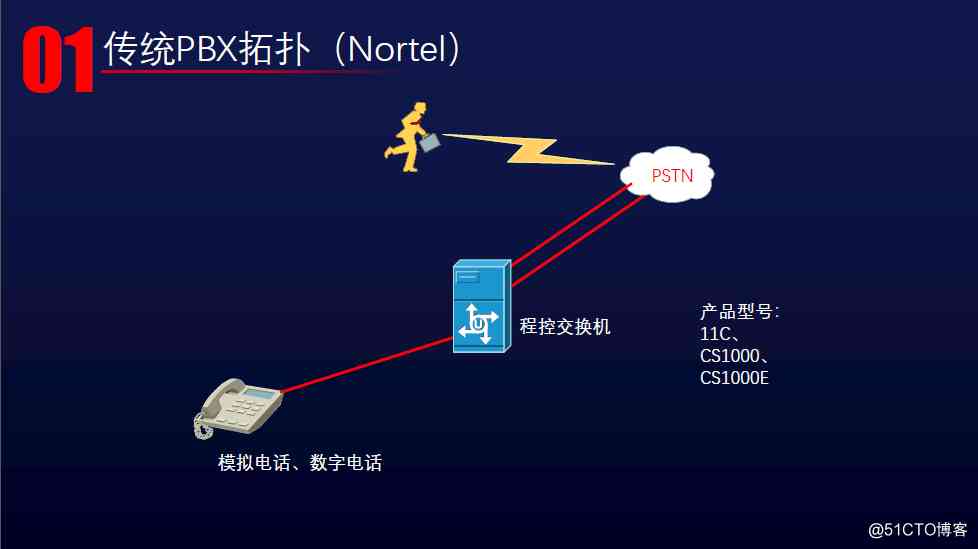 01
传统PBX拓扑（Nortel）
PSTN
U
程控交换机
产品型号：
11C、
CS1000、
CS1000E
模拟电话、数字电话
@51CTO博客